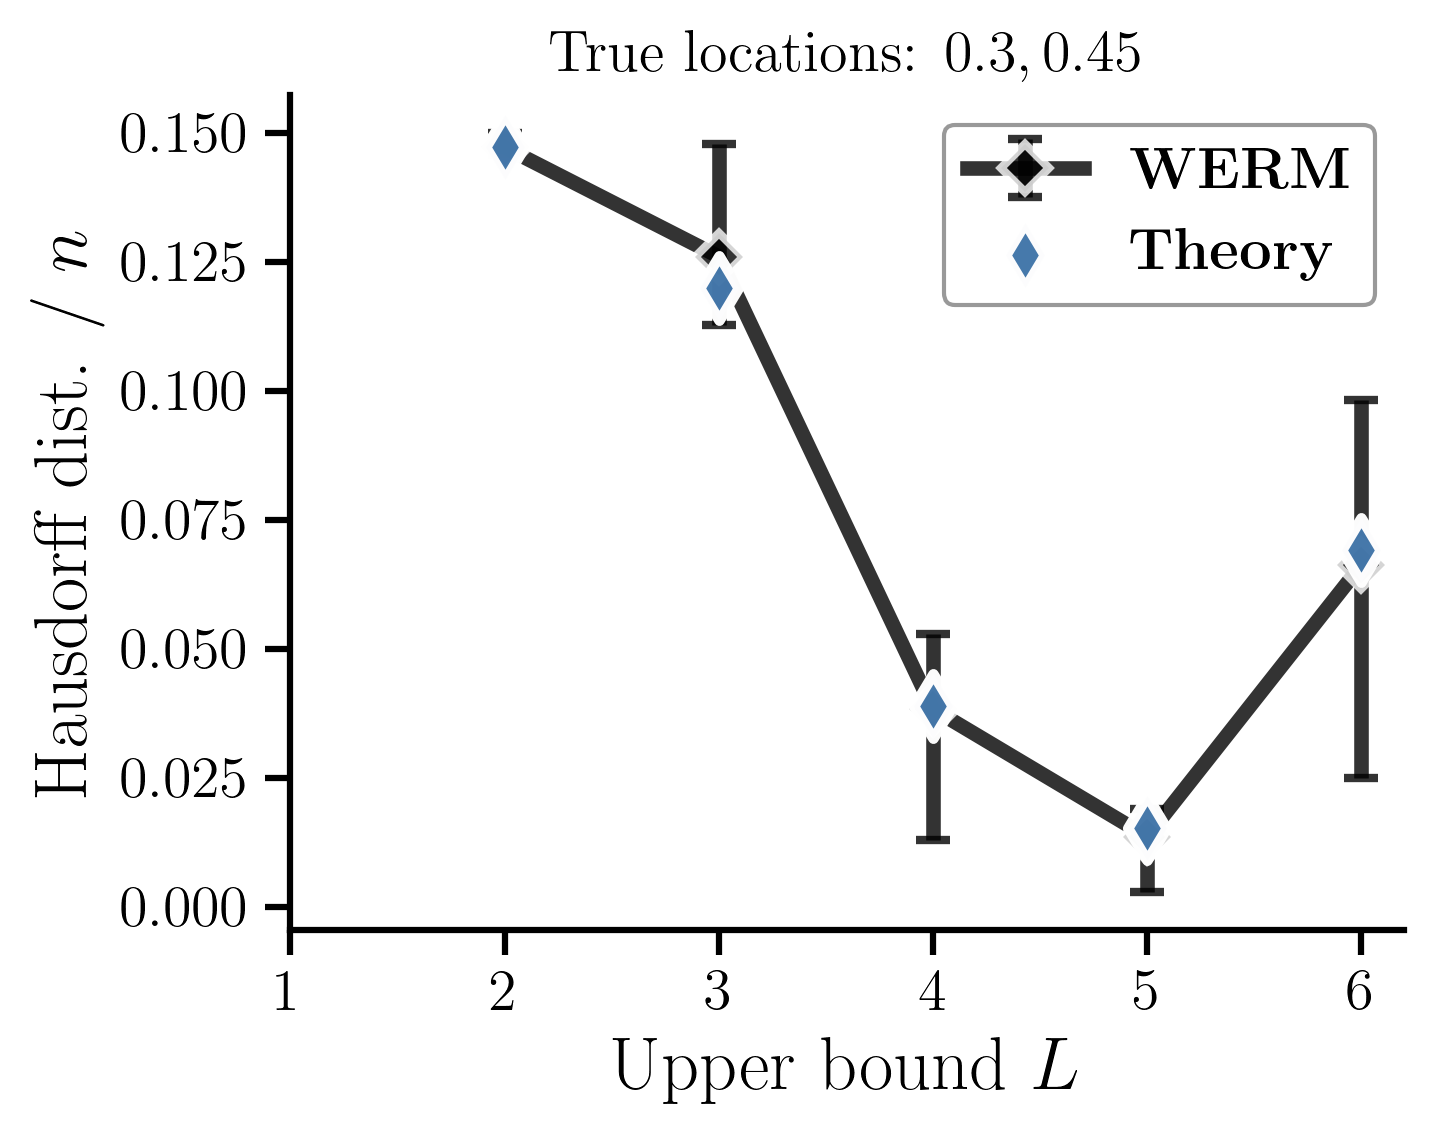 True locations: 0.3, 0.45
WERM
Theory
Hausdorff dist. / n
0.150
0.125
0.100
0.075
0.050
0.025
0.000
1 2 3 4 5 6
Upper bound L